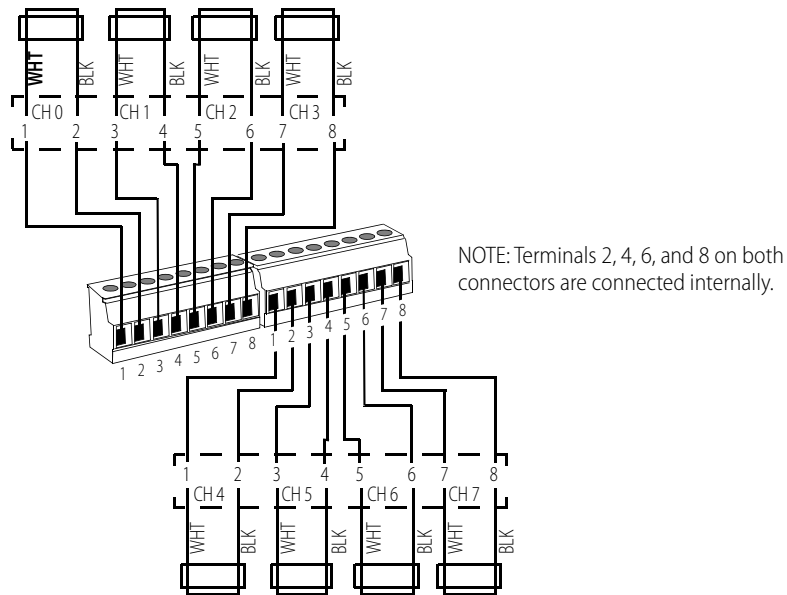 WHT BLK WHT BLK WHT BLK WHT BLK
CH 0 CH 1 CH 2 CH 3
1 2 3 4 5 6 7 8
NOTE: Terminals 2, 4, 6, and 8 on both
connectors are connected internally.
1 2 3 4 5 6 7 8
1 2 3 4 5 6 7 8
1 2 3 4 5 6 7 8
CH 4 CH 5 CH 6 CH 7
WHT BLK WHT BLK WHT BLK WHT BLK